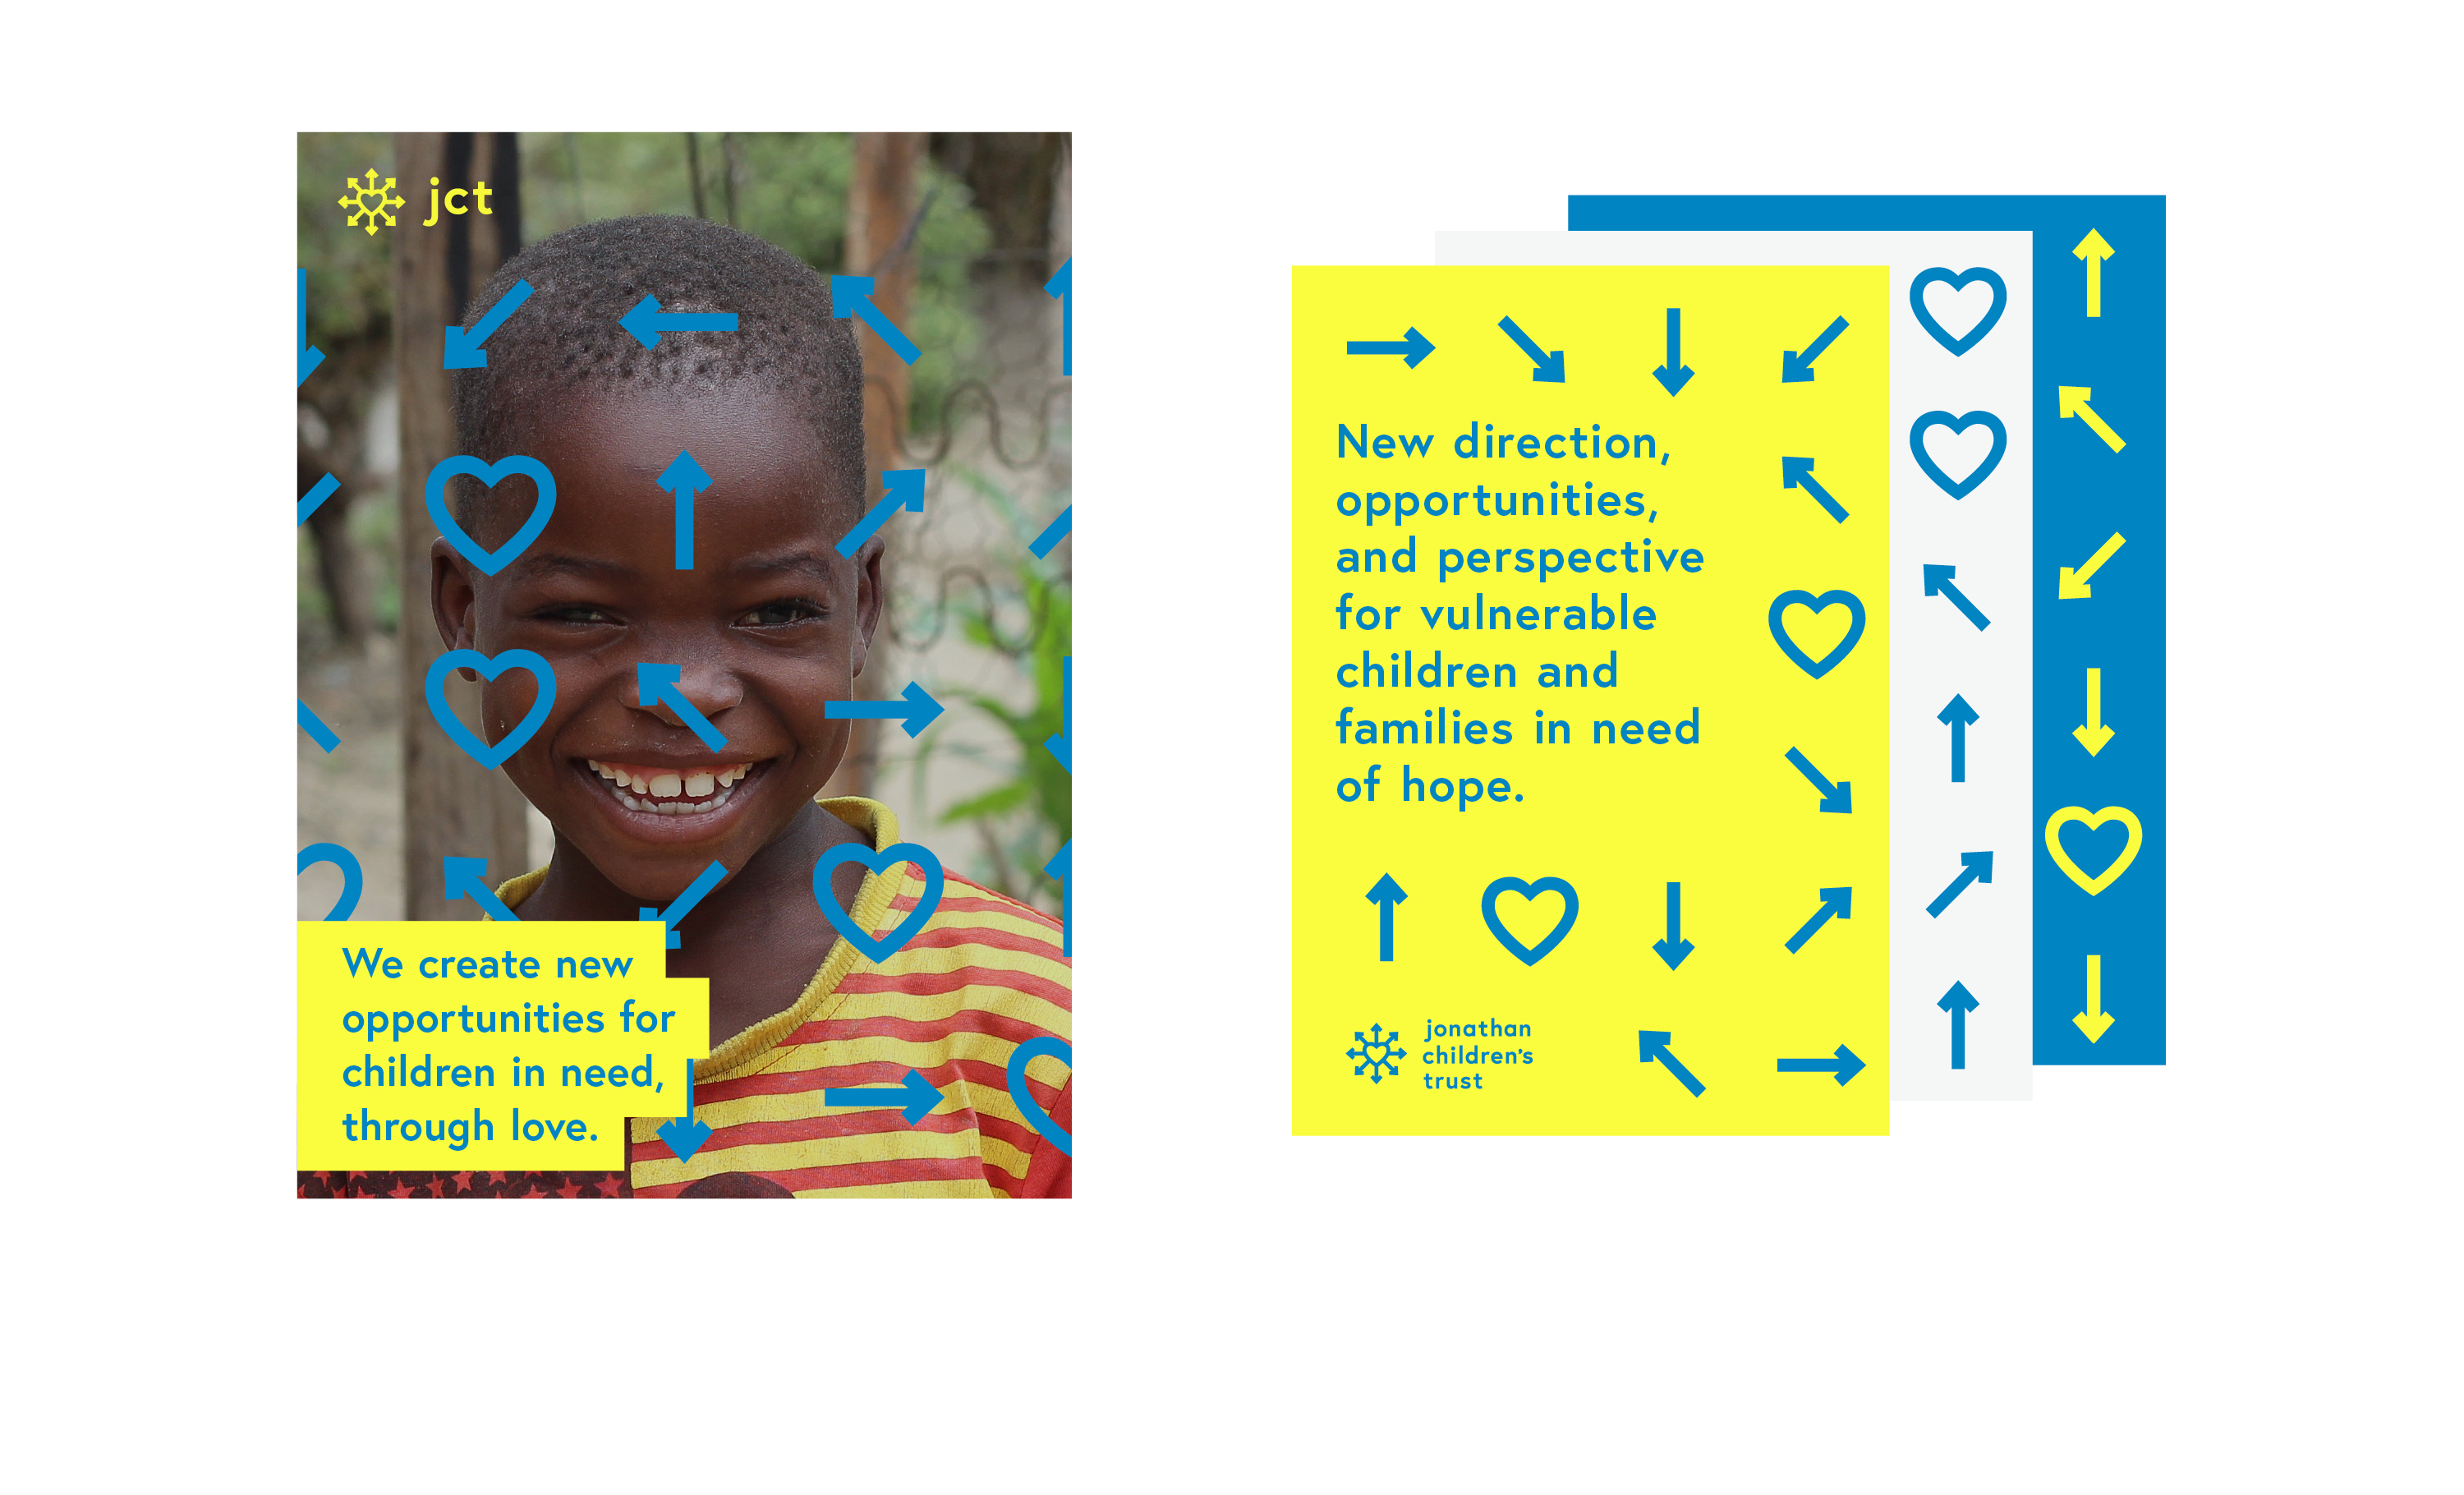 jct
We create new
opportunities for
children in need,
through love.
New direction,
opportunities,
and perspective
for vulnerable
children and
families in need
of hope.
jonathan
children's
trust